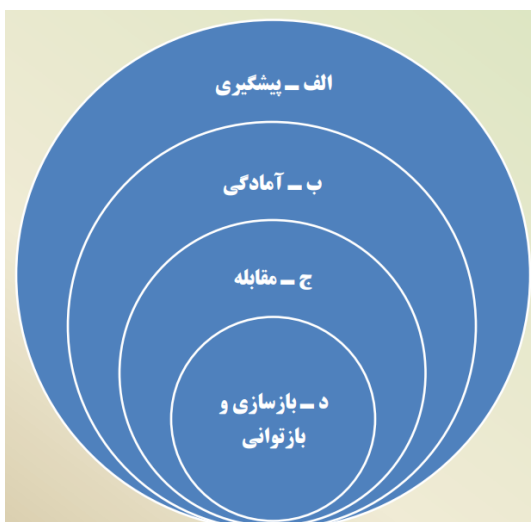 الف ـ پیشگیری
ب ـ آمادگی
ج ـ مقابله
د ـ بازسازی و
بازتوانی